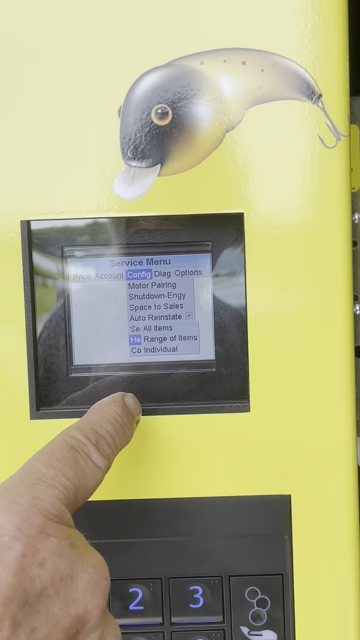 Service Menu
Price Account Config Diag Options
Motor Pairing
Shutdown-Engy
Space to Sales
Auto Reinstate
Se All Items
He Range of Items
Co Individual
2 3